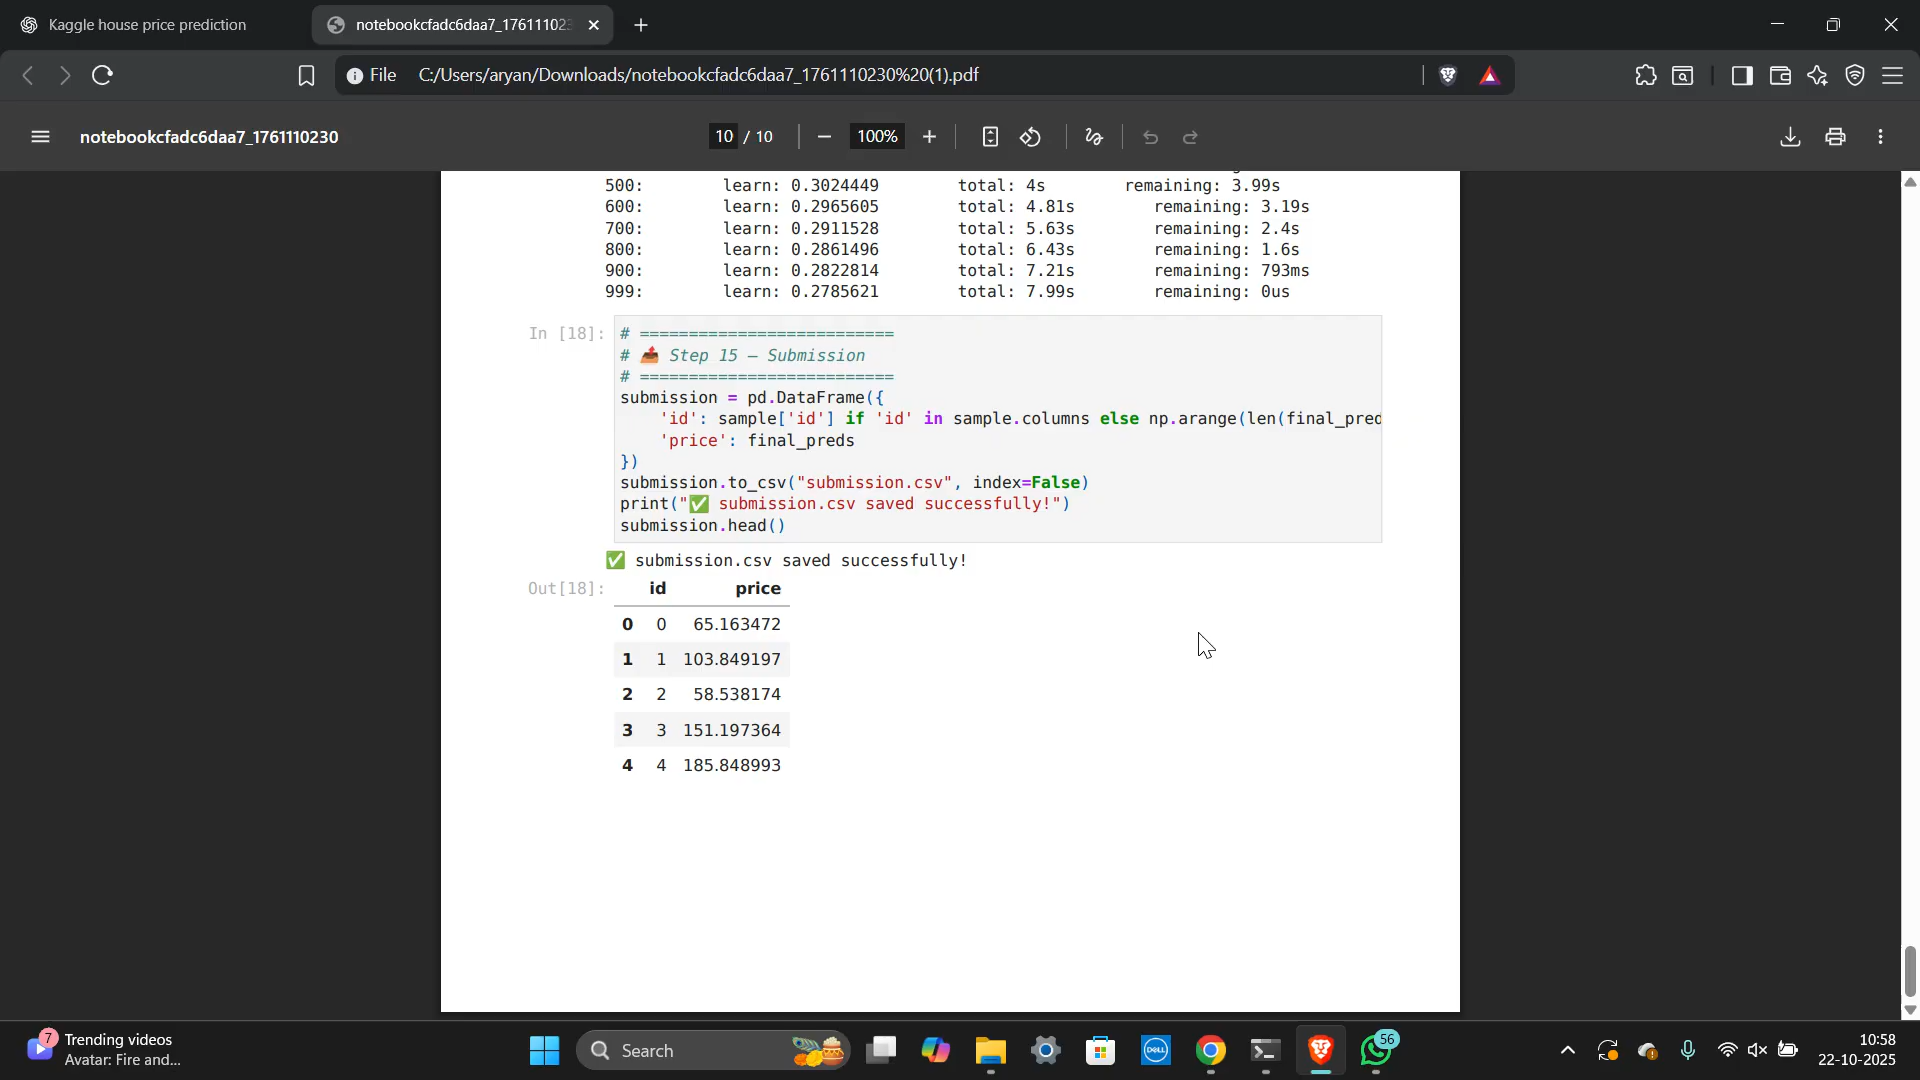 Kaggle house price prediction
notebookcfadc6daa7_17611102
File C:/Users/aryan/Downloads/notebookcfadc6daa7_1761110230%20(1).pdf
notebookcfadc6daa7_1761110230
10 / 10
100%
500: learn: 0.3024449 total: 4s remaining: 3.99s
600: learn: 0.2965605 total: 4.81s remaining: 3.19s
700: learn: 0.2911528 total: 5.63s remaining: 2.4s
800: learn: 0.2861496 total: 6.43s remaining: 1.6s
900: learn: 0.2822814 total: 7.21s remaining: 793ms
999: learn: 0.2785621 total: 7.99s remaining: 0us
In [18]: # ==========================
# 📤 Step 15 — Submission
# ==========================
submission = pd.DataFrame({
'id': sample['id'] if 'id' in sample.columns else np.arange(len(final_pred
'price': final_preds
})
submission.to_csv("submission.csv", index=False)
print("✅ submission.csv saved successfully!")
submission.head()
✅ submission.csv saved successfully!
Out[18]: id price
0 0 65.163472
1 1 103.849197
2 2 58.538174
3 3 151.197364
4 4 185.848993
7
Trending videos
Avatar: Fire and...
Search
DELL
56
10:58
22-10-2025